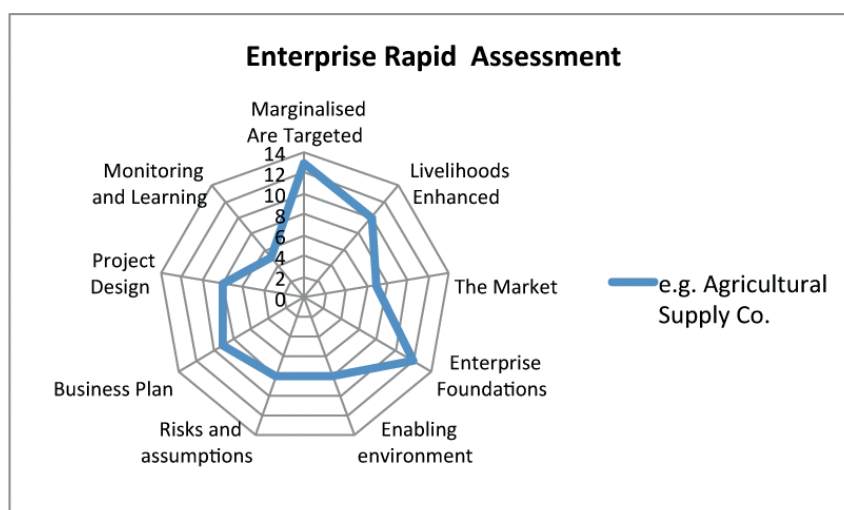 Enterprise Rapid  Assessment
Marginalised
Are Targeted
Livelihoods
Enhanced
The Market
Enterprise
Foundations
Enabling
environment
Risks and
assumptions
Business Plan
Project
Design
Monitoring
and Learning
14
12
10
8
6
4
2
0
e.g. Agricultural
Supply Co.